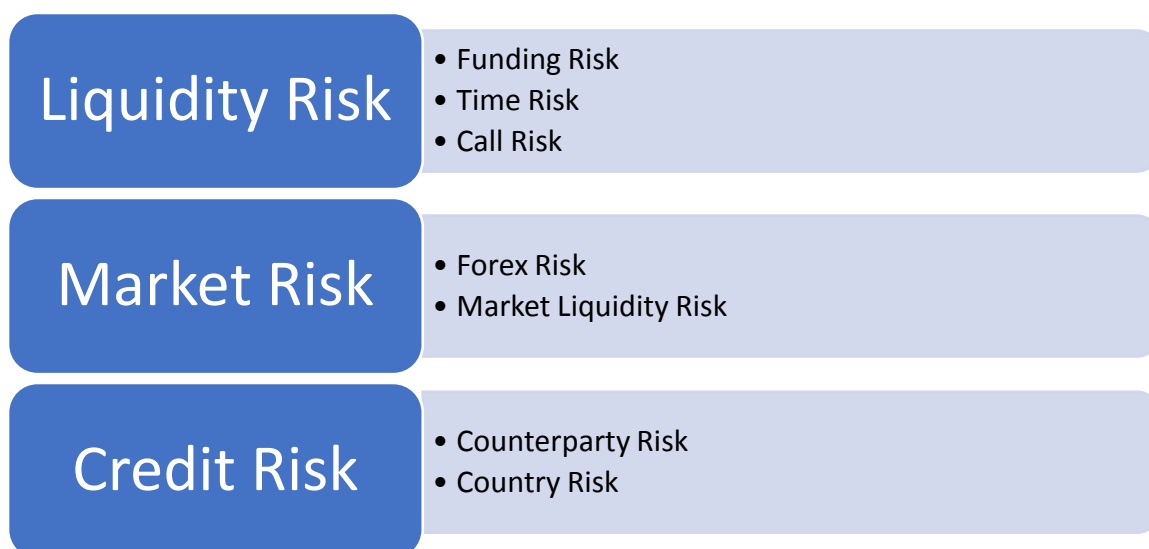 Liquidity Risk
• Funding Risk
• Time Risk
• Call Risk
Market Risk
• Forex Risk
• Market Liquidity Risk
Credit Risk
• Counterparty Risk
• Country Risk